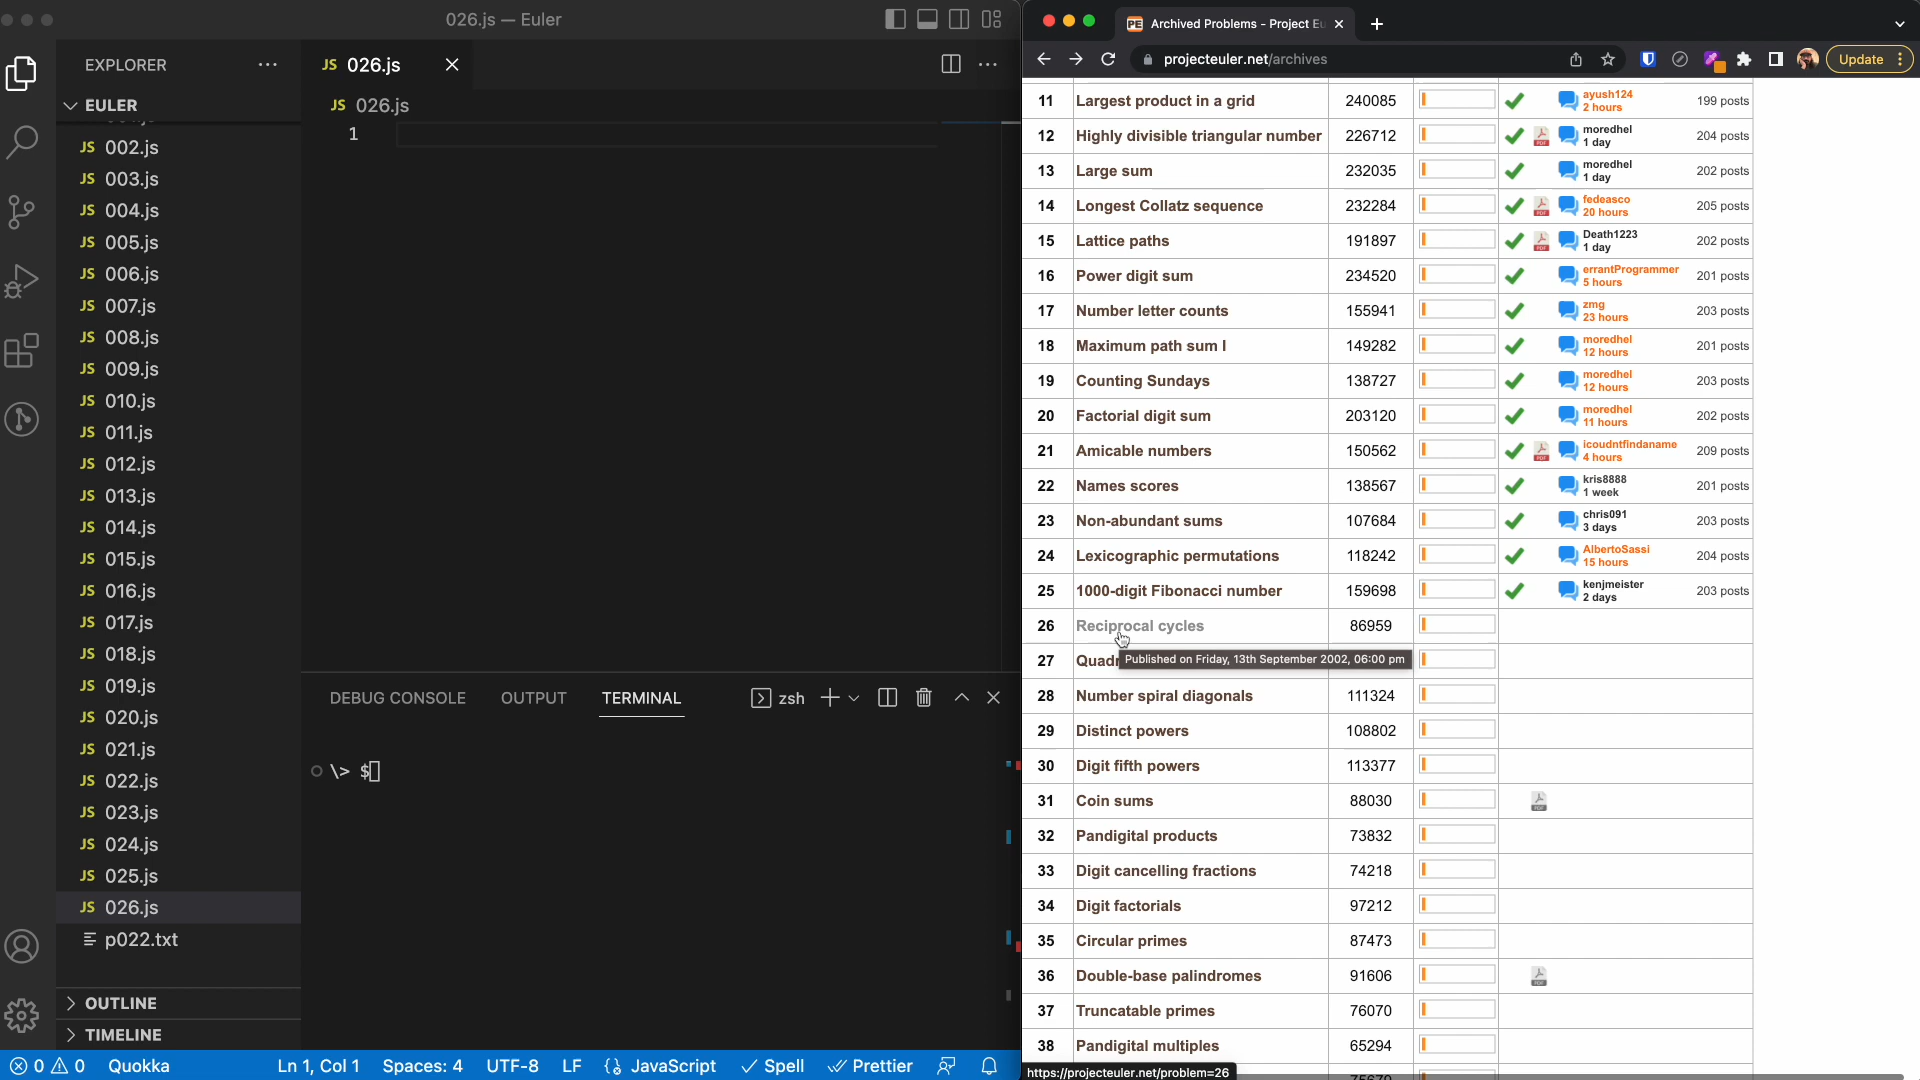 026.js — Euler
EXPLORER
EULER
002.js
003.js
004.js
005.js
006.js
007.js
008.js
009.js
010.js
011.js
012.js
013.js
014.js
015.js
016.js
017.js
018.js
019.js
020.js
021.js
022.js
023.js
024.js
025.js
026.js
p022.txt
OUTLINE
TIMELINE
JS 026.js
JS 026.js
1
DEBUG CONSOLE OUTPUT TERMINAL zsh
\> $
0 0 Quokka Ln 1, Col 1 Spaces: 4 UTF-8 LF JavaScript Spell Prettier
PE Archived Problems - Project Eu
projecteuler.net/archives Update
11 Largest product in a grid 240085 ayush124 2 hours 199 posts
12 Highly divisible triangular number 226712 moredhel 1 day 204 posts
13 Large sum 232035 moredhel 1 day 202 posts
14 Longest Collatz sequence 232284 fedeasco 20 hours 205 posts
15 Lattice paths 191897 Death1223 1 day 202 posts
16 Power digit sum 234520 errantProgrammer 5 hours 201 posts
17 Number letter counts 155941 zmg 23 hours 203 posts
18 Maximum path sum I 149282 moredhel 12 hours 201 posts
19 Counting Sundays 138727 moredhel 12 hours 203 posts
20 Factorial digit sum 203120 moredhel 11 hours 202 posts
21 Amicable numbers 150562 icoudntfindaname 4 hours 209 posts
22 Names scores 138567 kris8888 1 week 201 posts
23 Non-abundant sums 107684 chris091 3 days 203 posts
24 Lexicographic permutations 118242 AlbertoSassi 15 hours 204 posts
25 1000-digit Fibonacci number 159698 kenjmeister 2 days 203 posts
26 Reciprocal cycles 86959
27 Quadr
Published on Friday, 13th September 2002, 06:00 pm
28 Number spiral diagonals 111324
29 Distinct powers 108802
30 Digit fifth powers 113377
31 Coin sums 88030
32 Pandigital products 73832
33 Digit cancelling fractions 74218
34 Digit factorials 97212
35 Circular primes 87473
36 Double-base palindromes 91606
37 Truncatable primes 76070
38 Pandigital multiples 65294
https://projecteuler.net/problem=26